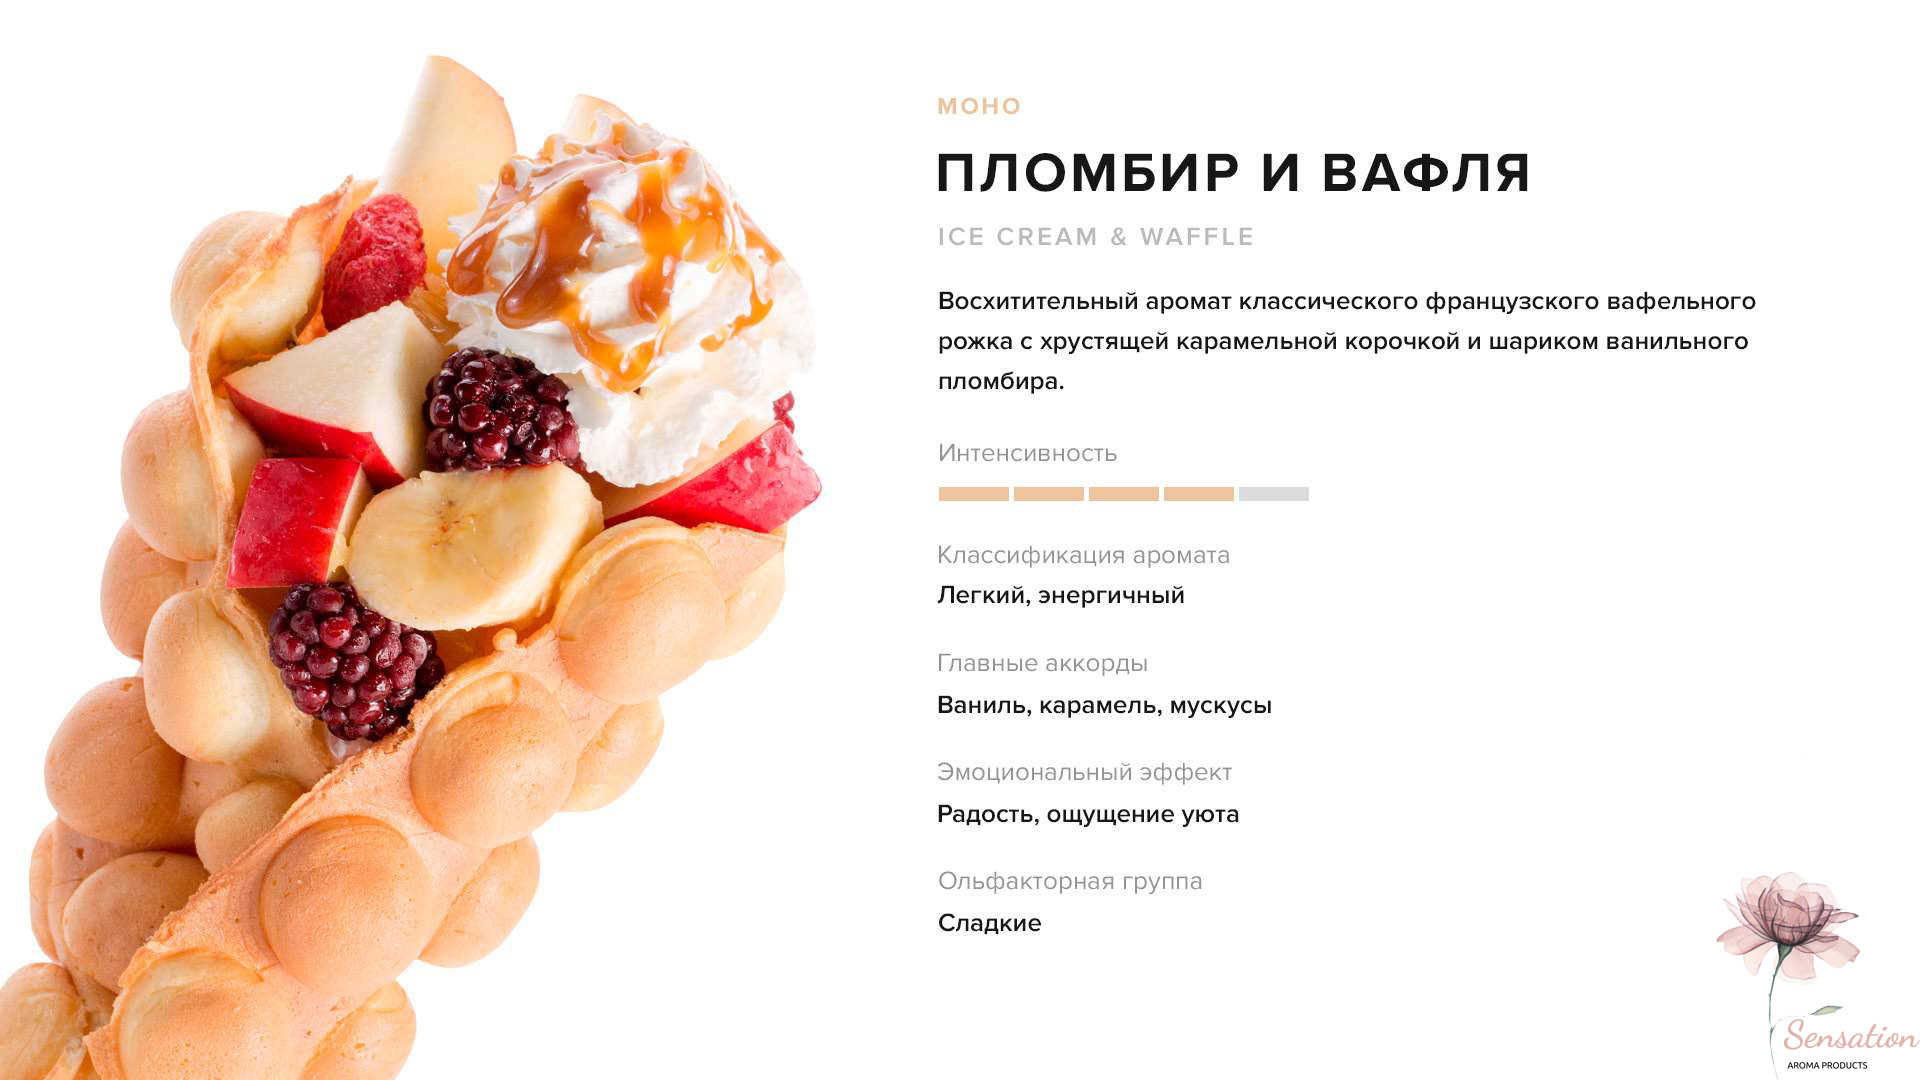 МОНО
ПЛОМБИР И ВАФЛЯ
ICE CREAM & WAFFLE
Восхитительный аромат классического французского вафельного
рожка с хрустящей карамельной корочкой и шариком ванильного
пломбира.
Интенсивность
Классификация аромата
Легкий, энергичный
Главные аккорды
Ваниль, карамель, мускусы
Эмоциональный эффект
Радость, ощущение уюта
Ольфакторная группа
Сладкие
Sensation
AROMA PRODUCTS